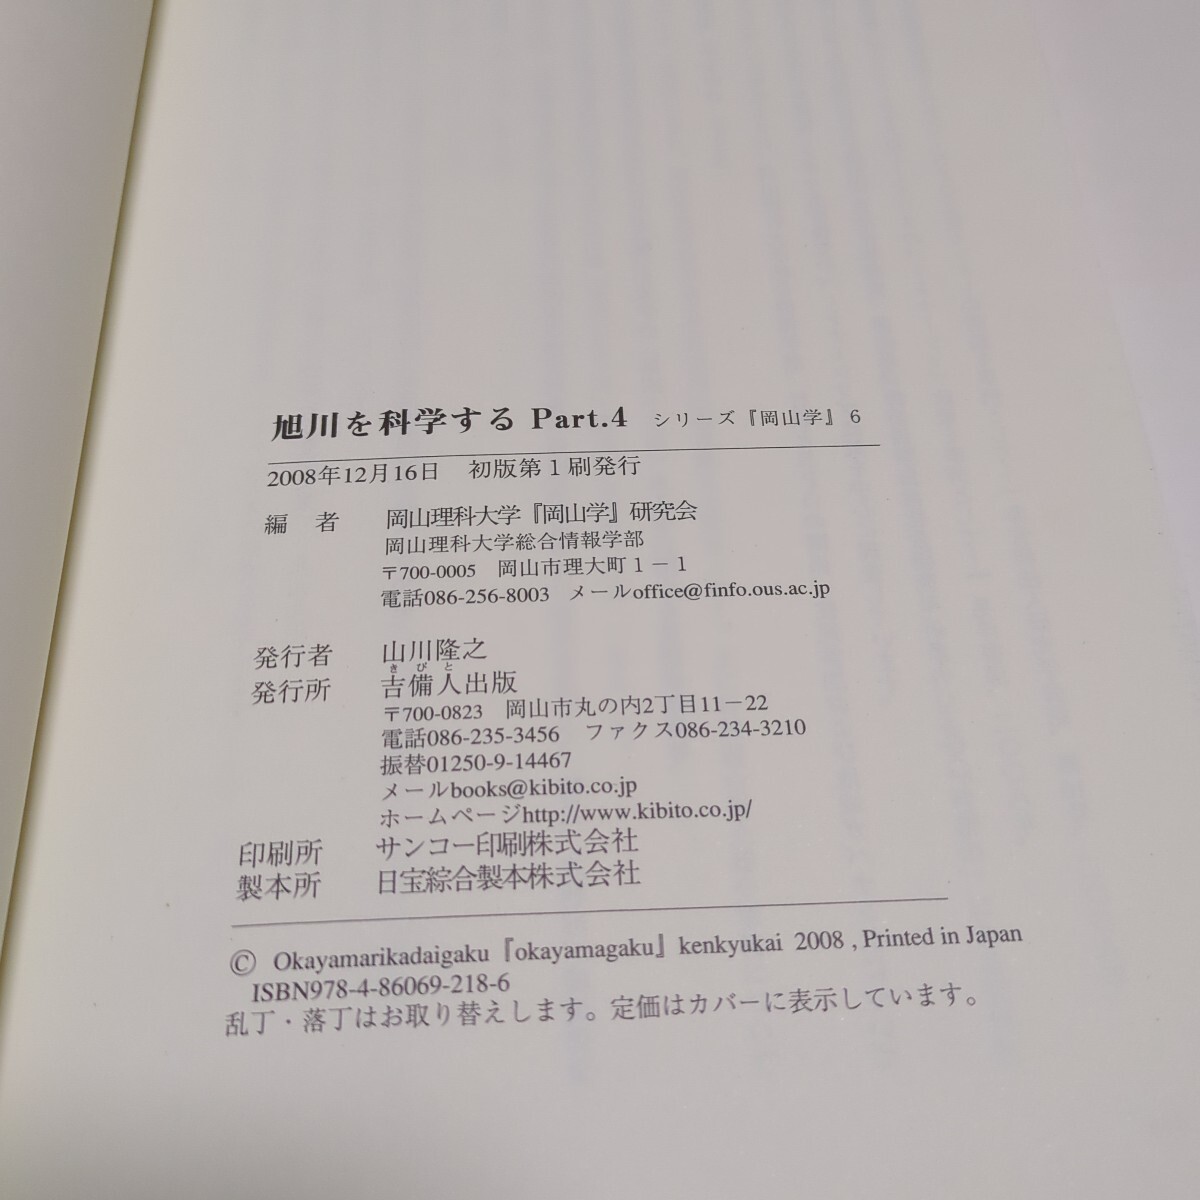 旭川を科学する Part.4 シリーズ『岡山学』6
2008年12月16日　初版第1刷発行
編　者　岡山理科大学『岡山学』研究会
岡山理科大学総合情報学部
〒700-0005　岡山市理大町1－1
電話086-256-8003　メールoffice@finfo.ous.ac.jp
発行者　山川隆之
きびと
発行所　吉備人出版
〒700-0823　岡山市丸の内2丁目11－22
電話086-235-3456　ファクス086-234-3210
振替01250-9-14467
メールbooks@kibito.co.jp
ホームページhttp://www.kibito.co.jp/
印刷所　サンコー印刷株式会社
製本所　日宝綜合製本株式会社
© Okayamarikadaigaku『okayamagaku』kenkyukai 2008 , Printed in Japan
ISBN978-4-86069-218-6
乱丁・落丁はお取り替えします。定価はカバーに表示しています。